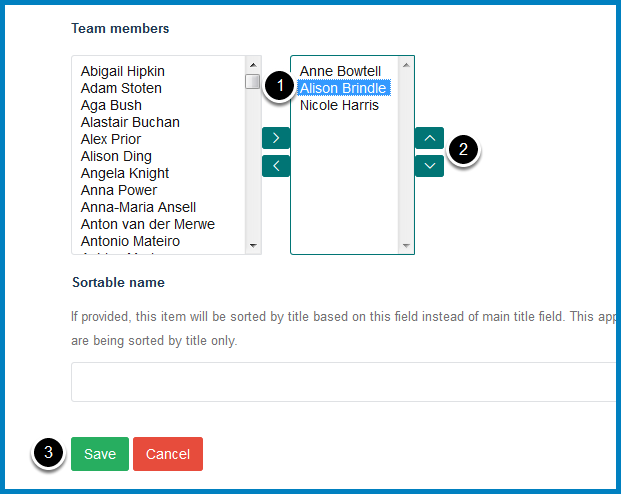 Team members
Abigail Hipkin
Adam Stoten
Aga Bush
Alastair Buchan
Alex Prior
Alison Ding
Angela Knight
Anna Power
Anna-Maria Ansell
Anton van der Merwe
Antonio Mateiro
1
Anne Bowtell
Alison Brindle
Nicole Harris
2
Sortable name
If provided, this item will be sorted by title based on this field instead of main title field. This app
are being sorted by title only.
3
Save
Cancel